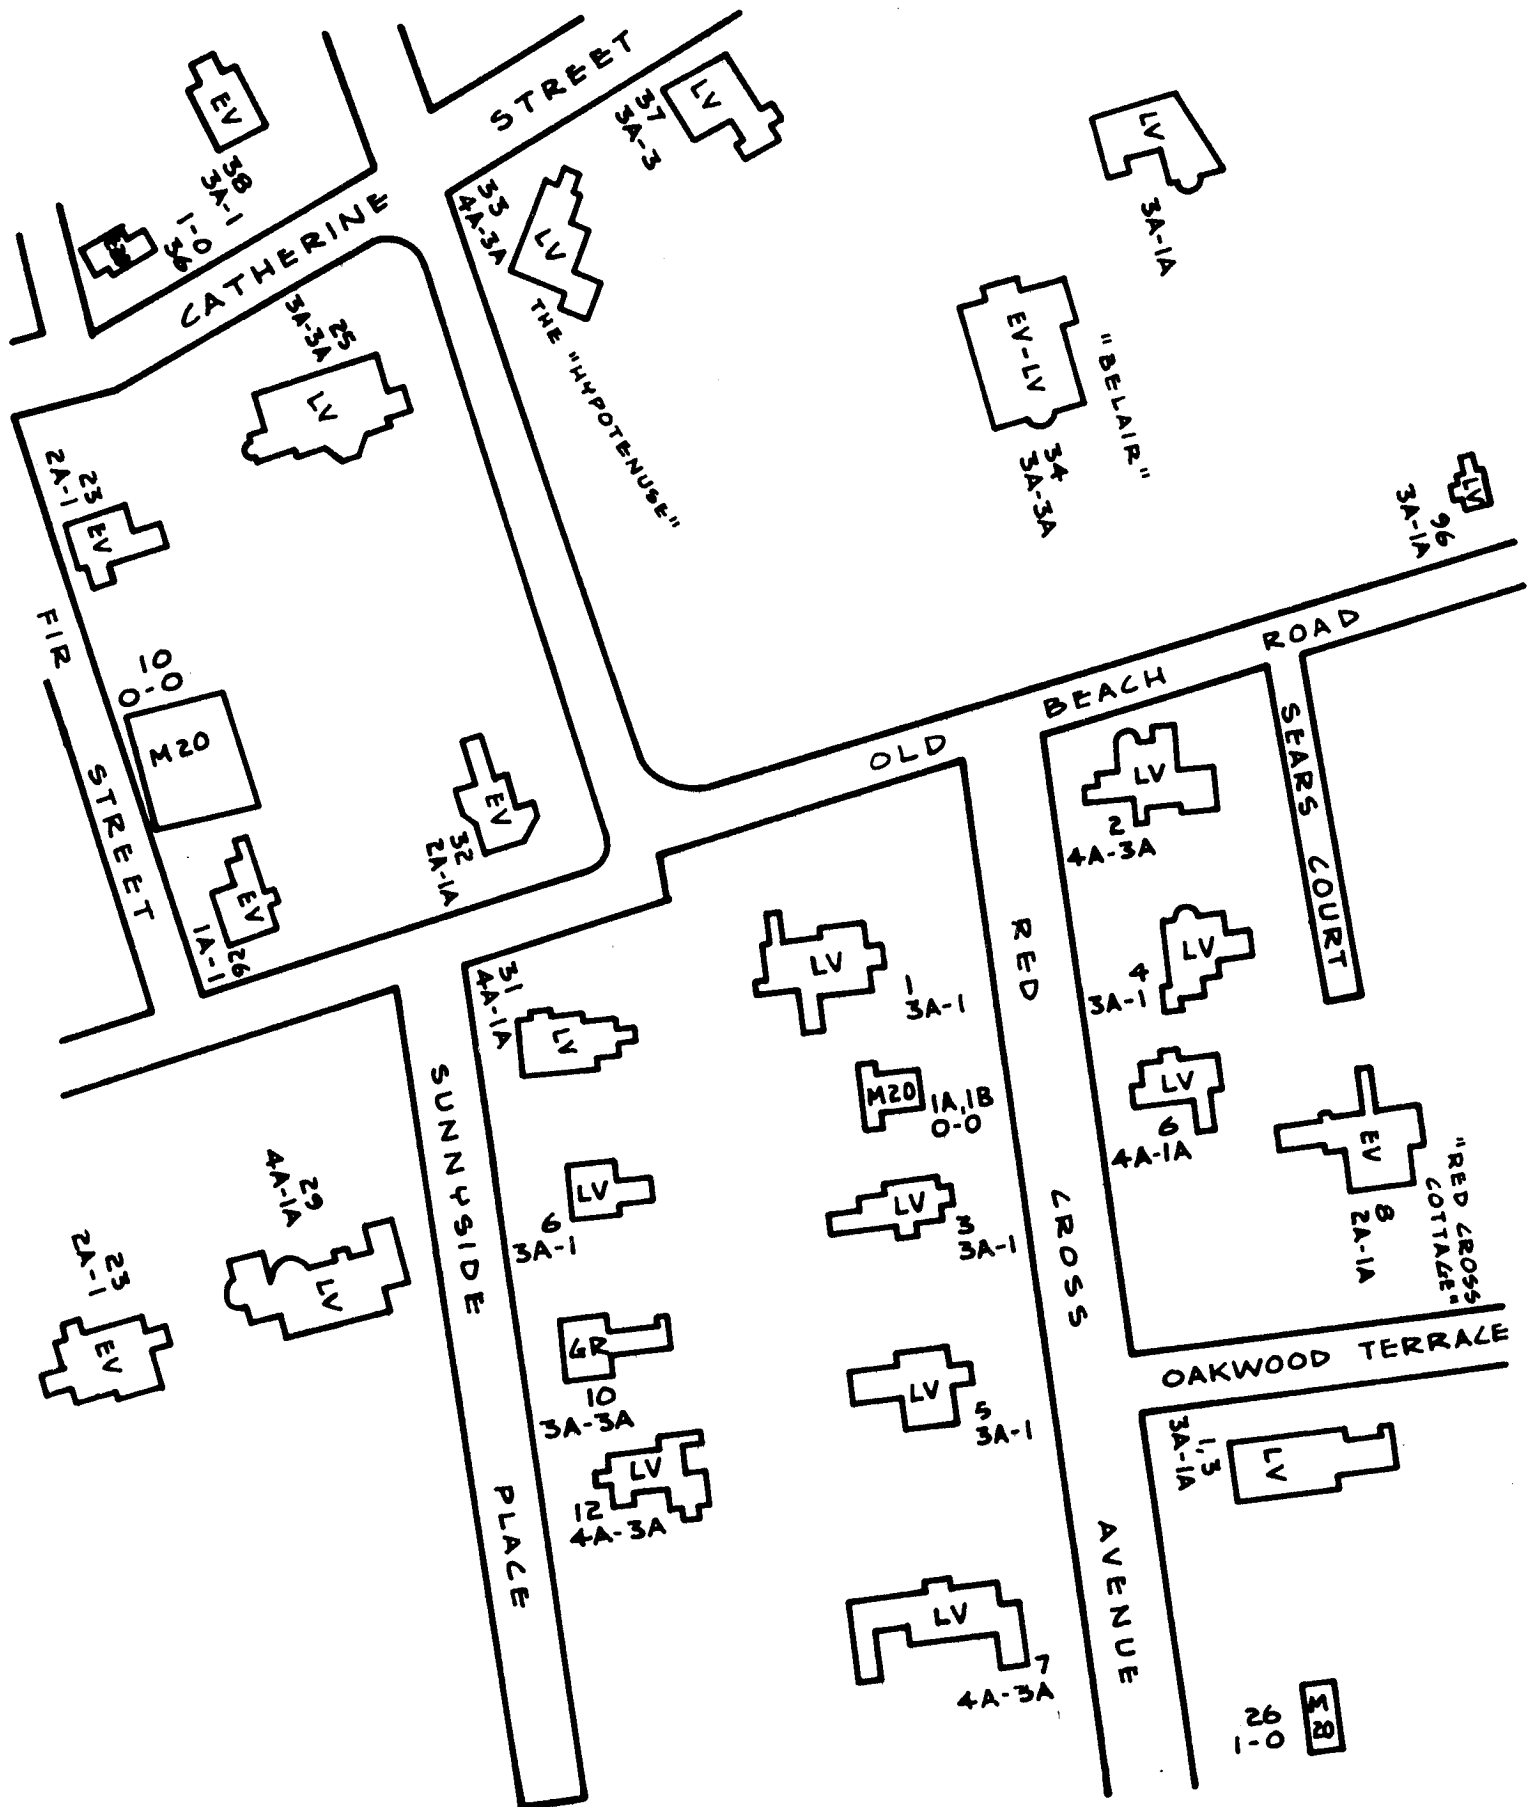 STREET
CATHERINE
EV
38
3A-1
1-0
36
LV
37
3A-3
33
4A-3A
LV
THE "HYPOTENUSE"
LV
3A-1A
EV-LV
"BELAIR"
34
3A-3A
LV
96
3A-1A
25
3A-3A
LV
23
2A-1
EV
FIR
STREET
10
0-0
M20
EV
32
2A-1A
EV
26
1A-1
OLD
BEACH
ROAD
SEARS COURT
LV
2
4A-3A
LV
4
3A-1
LV
6
4A-1A
EV
8
2A-1A
"RED CROSS
COTTAGE"
RED
CROSS
AVENUE
LV
1
3A-1
M20
1A,1B
0-0
LV
3
3A-1
LV
5
3A-1
LV
7
4A-3A
OAKWOOD TERRACE
1,3
3A-1A
LV
26
1-0
M
20
SUNNYSIDE
PLACE
31
4A-1A
LV
LV
6
3A-1
GR
10
3A-3A
LV
12
4A-3A
29
4A-1A
LV
23
2A-1
EV